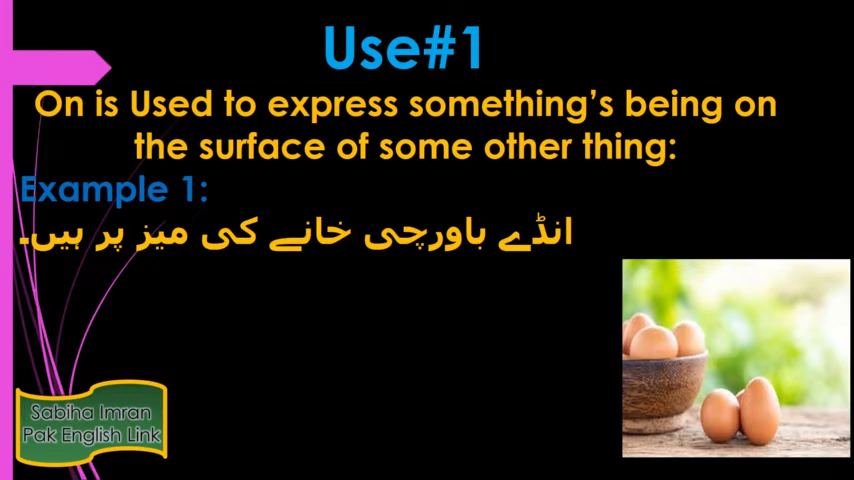 Use#1
On is Used to express something’s being on
the surface of some other thing:
Example 1:
انڈے باورچی خانے کی میز پر ہیں۔
Sabiha Imran
Pak English Link